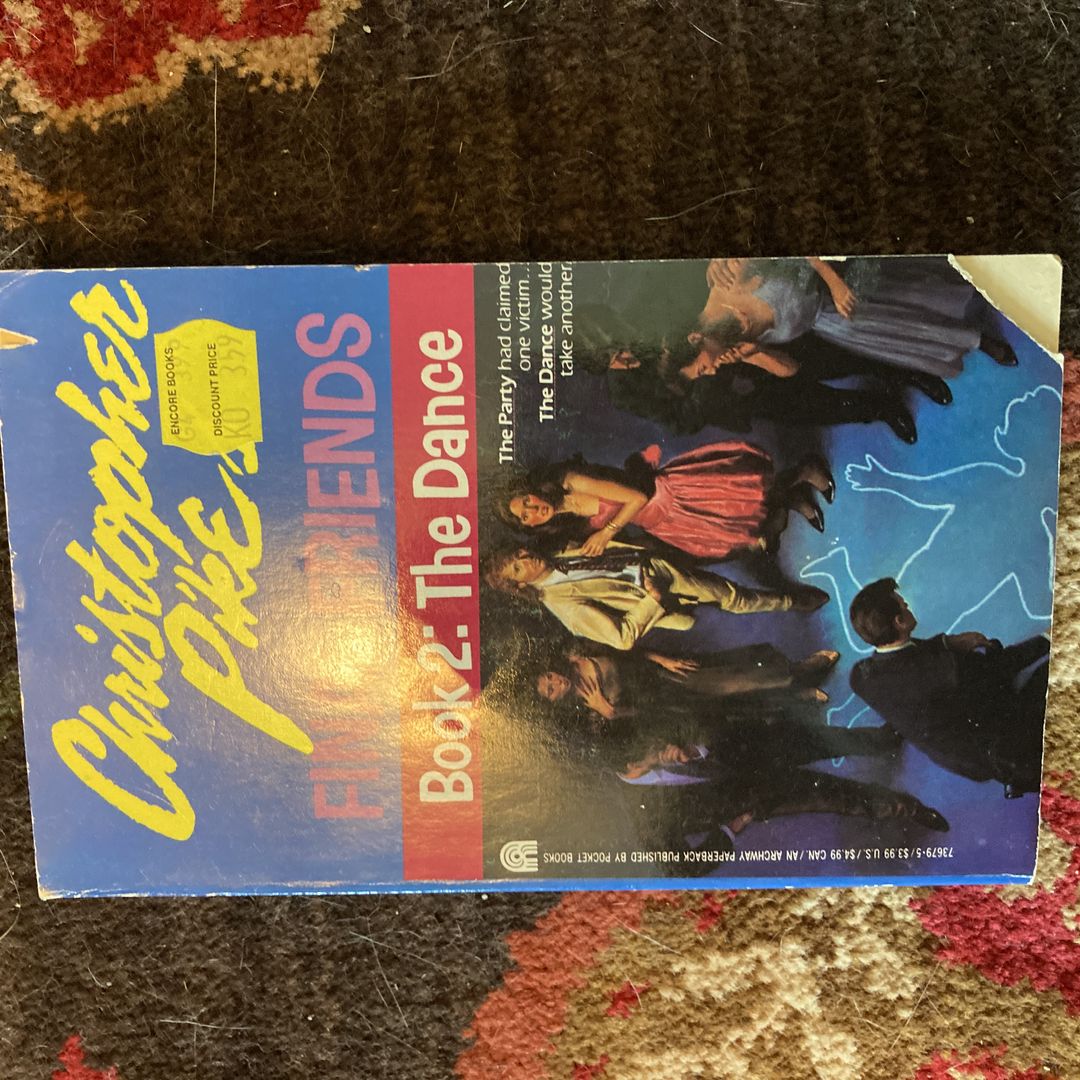 Christopher
Pike's
ENCORE BOOKS
DISCOUNT PRICE
FRIENDS
Book 2: The Dance
The Party had claimed
one victim...
The Dance would
take another.
73679-5/$3.99 U.S./$4.99 CAN./AN ARCHWAY PAPERBACK PUBLISHED BY POCKET BOOKS